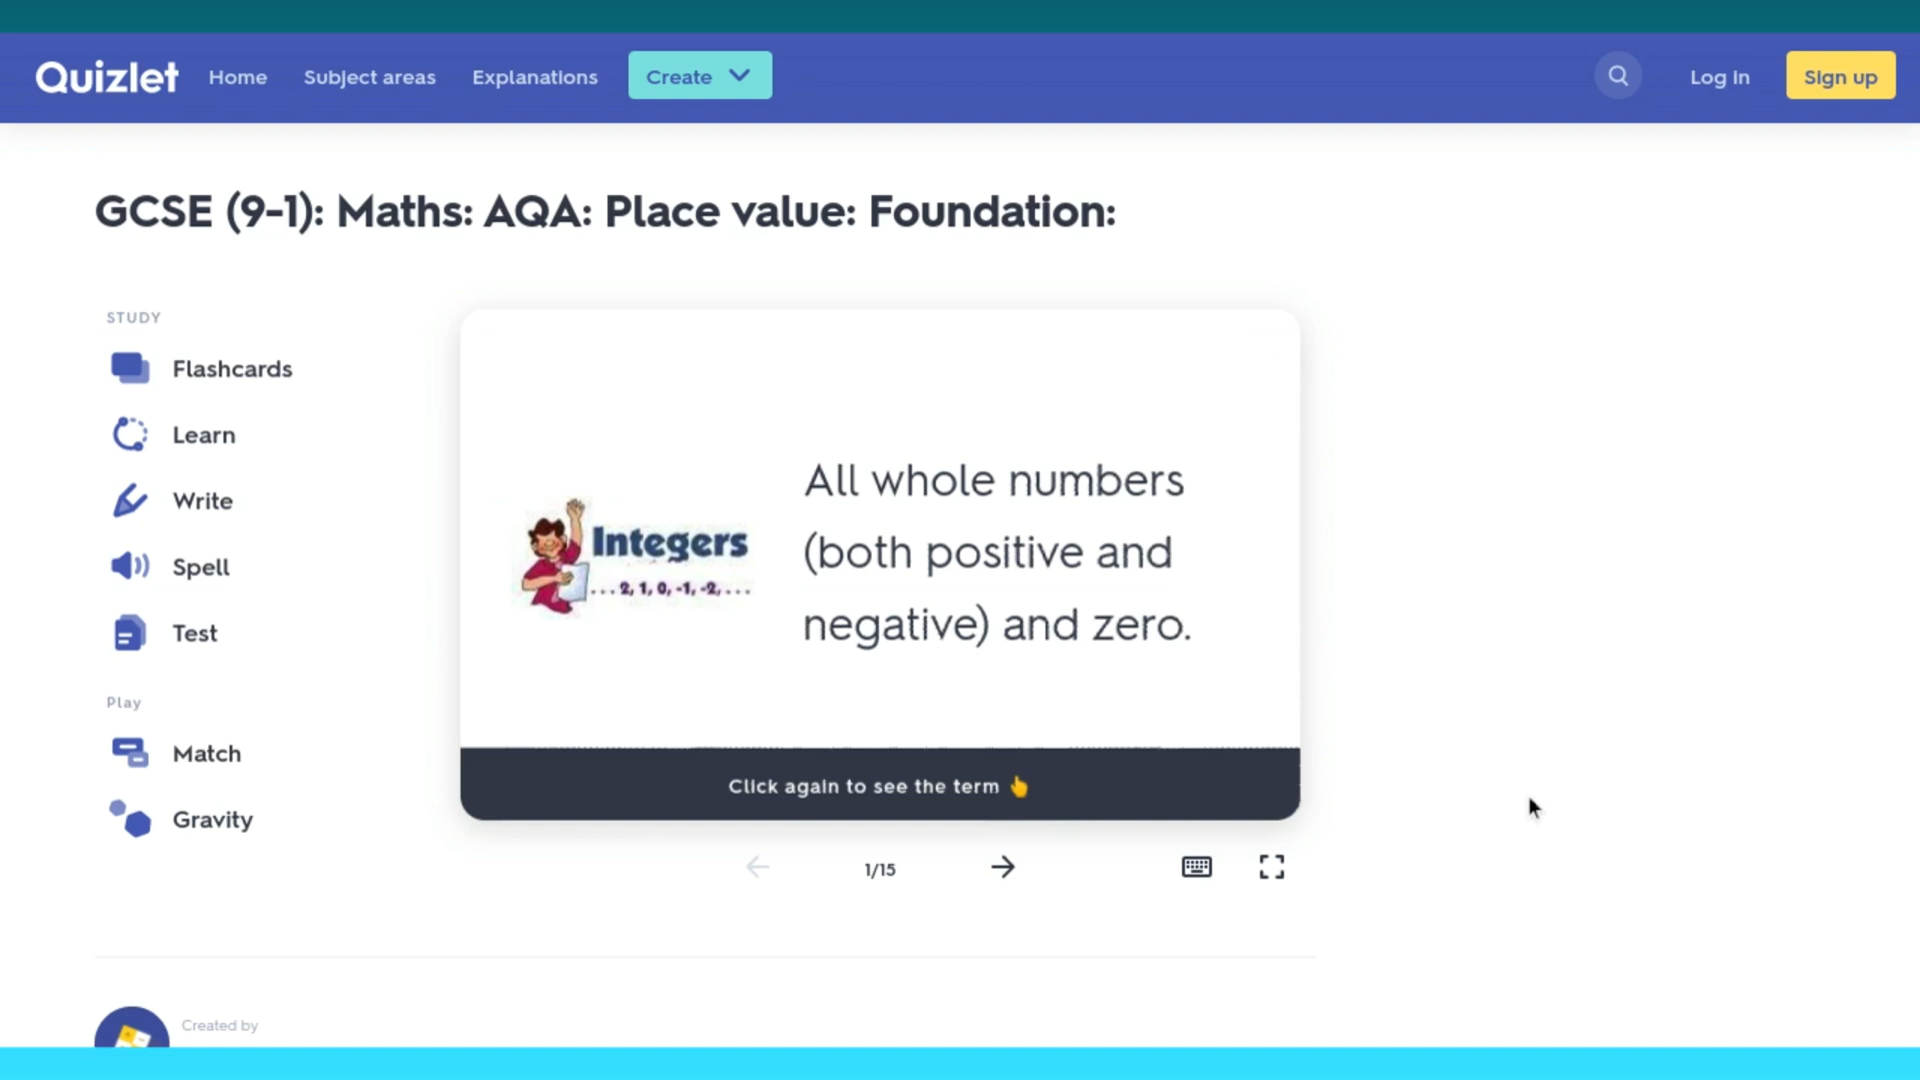 Quizlet
Home
Subject areas
Explanations
Create
Log in
Sign up
GCSE (9-1): Maths: AQA: Place value: Foundation:
STUDY
Flashcards
Learn
Write
Spell
Test
Play
Match
Gravity
Integers
...2, 1, 0, -1, -2,...
All whole numbers
(both positive and
negative) and zero.
Click again to see the term 👆
1/15
Created by